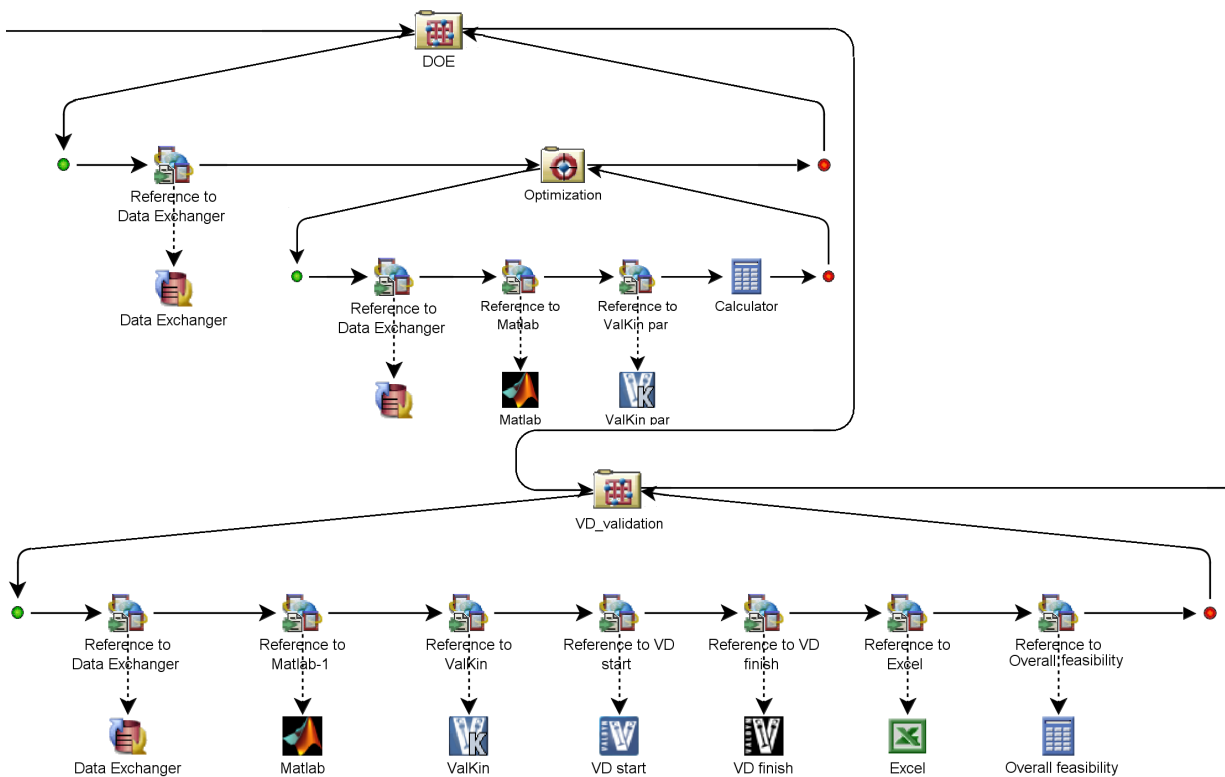 DOE
Reference to
Data Exchanger
Optimization
Data Exchanger
Reference to
Data Exchanger
Reference to
Matlab
Reference to
ValKin par
Calculator
Matlab
ValKin par
VD_validation
Reference to
Data Exchanger
Reference to
Matlab-1
Reference to
ValKin
Reference to VD
start
Reference to VD
finish
Reference to
Excel
Reference to
Overall feasibility
Data Exchanger
Matlab
K
ValKin
VALDYN
VD start
VALDYN
VD finish
Excel
Overall feasibility